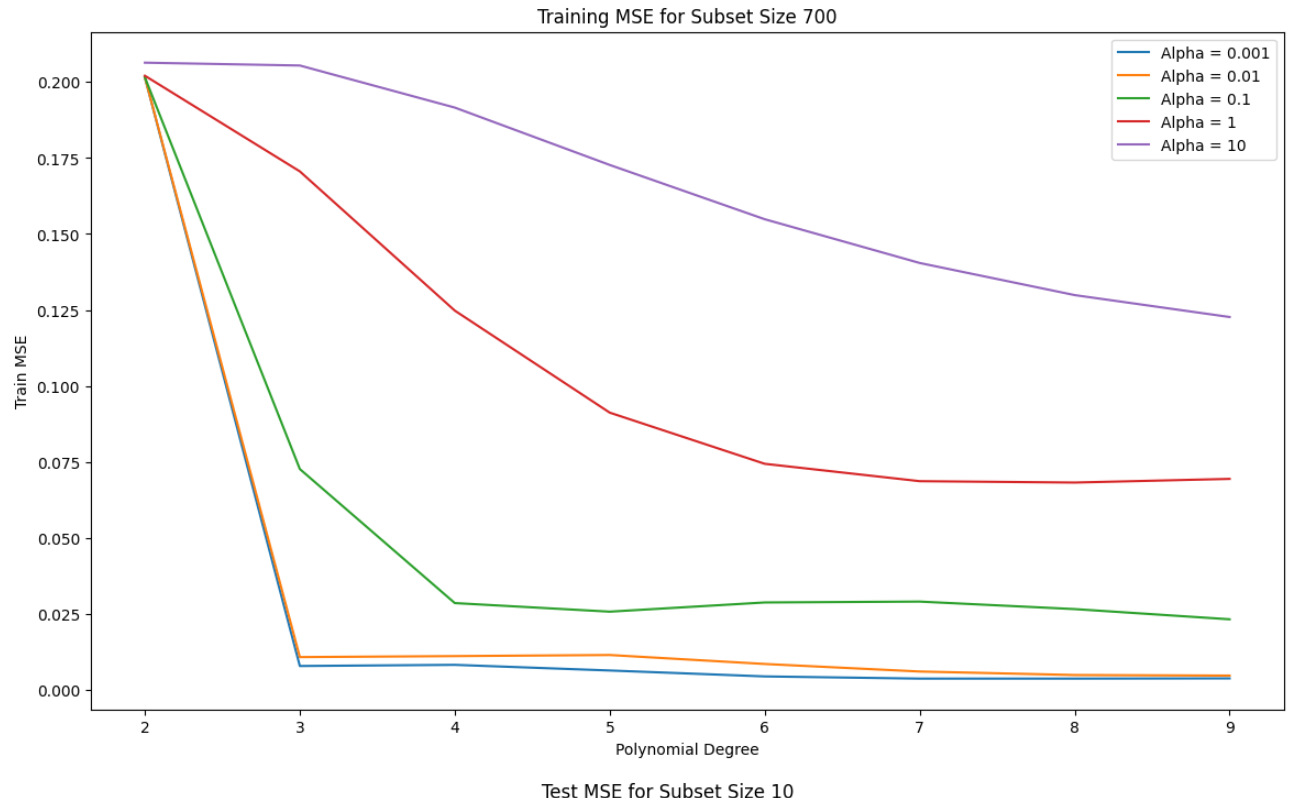 Training MSE for Subset Size 700
Alpha = 0.001
Alpha = 0.01
Alpha = 0.1
Alpha = 1
Alpha = 10
0.200
0.175
0.150
0.125
0.100
0.075
0.050
0.025
0.000
Train MSE
2 3 4 5 6 7 8 9
Polynomial Degree
Test MSE for Subset Size 10